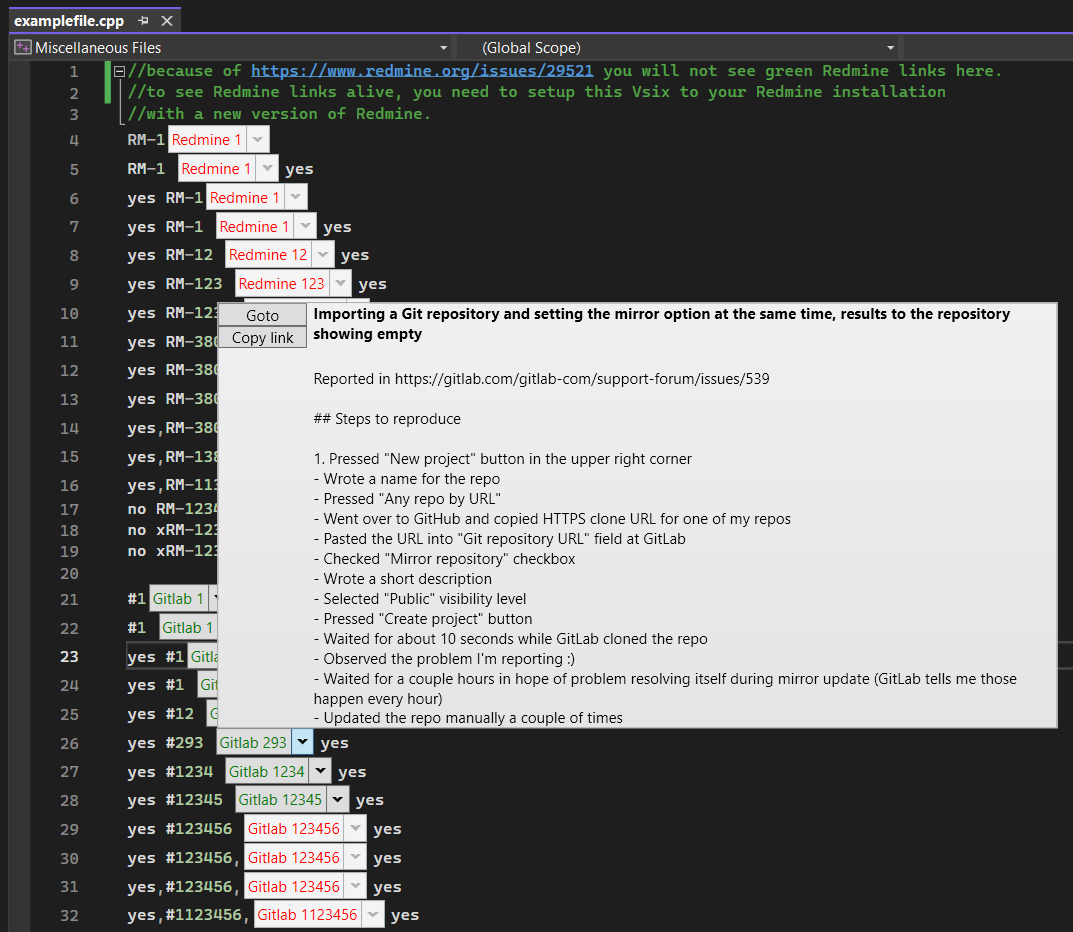 examplefile.cpp
Miscellaneous Files (Global Scope)
1 //because of https://www.redmine.org/issues/29521 you will not see green Redmine links here.
2 //to see Redmine links alive, you need to setup this Vsix to your Redmine installation
3 //with a new version of Redmine.
4 RM-1 Redmine 1
5 RM-1 Redmine 1 yes
6 yes RM-1 Redmine 1
7 yes RM-1 Redmine 1 yes
8 yes RM-12 Redmine 12 yes
9 yes RM-123 Redmine 123 yes
10 yes RM-123
11 yes RM-380
12 yes RM-380
13 yes RM-380
14 yes,RM-380
15 yes,RM-138
16 yes,RM-113
17 no RM-1234
18 no xRM-123
19 no xRM-123
20
Goto
Copy link
Importing a Git repository and setting the mirror option at the same time, results to the repository
showing empty
Reported in https://gitlab.com/gitlab-com/support-forum/issues/539
## Steps to reproduce
1. Pressed "New project" button in the upper right corner
- Wrote a name for the repo
- Pressed "Any repo by URL"
- Went over to GitHub and copied HTTPS clone URL for one of my repos
- Pasted the URL into "Git repository URL" field at GitLab
- Checked "Mirror repository" checkbox
- Wrote a short description
- Selected "Public" visibility level
- Pressed "Create project" button
- Waited for about 10 seconds while GitLab cloned the repo
- Observed the problem I'm reporting :)
- Waited for a couple hours in hope of problem resolving itself during mirror update (GitLab tells me those
happen every hour)
- Updated the repo manually a couple of times
21 #1 Gitlab 1
22 #1 Gitlab 1
23 yes #1 Gitla
24 yes #1 Git
25 yes #12 G
26 yes #293 Gitlab 293 yes
27 yes #1234 Gitlab 1234 yes
28 yes #12345 Gitlab 12345 yes
29 yes #123456 Gitlab 123456 yes
30 yes #123456, Gitlab 123456 yes
31 yes,#123456, Gitlab 123456 yes
32 yes,#1123456, Gitlab 1123456 yes